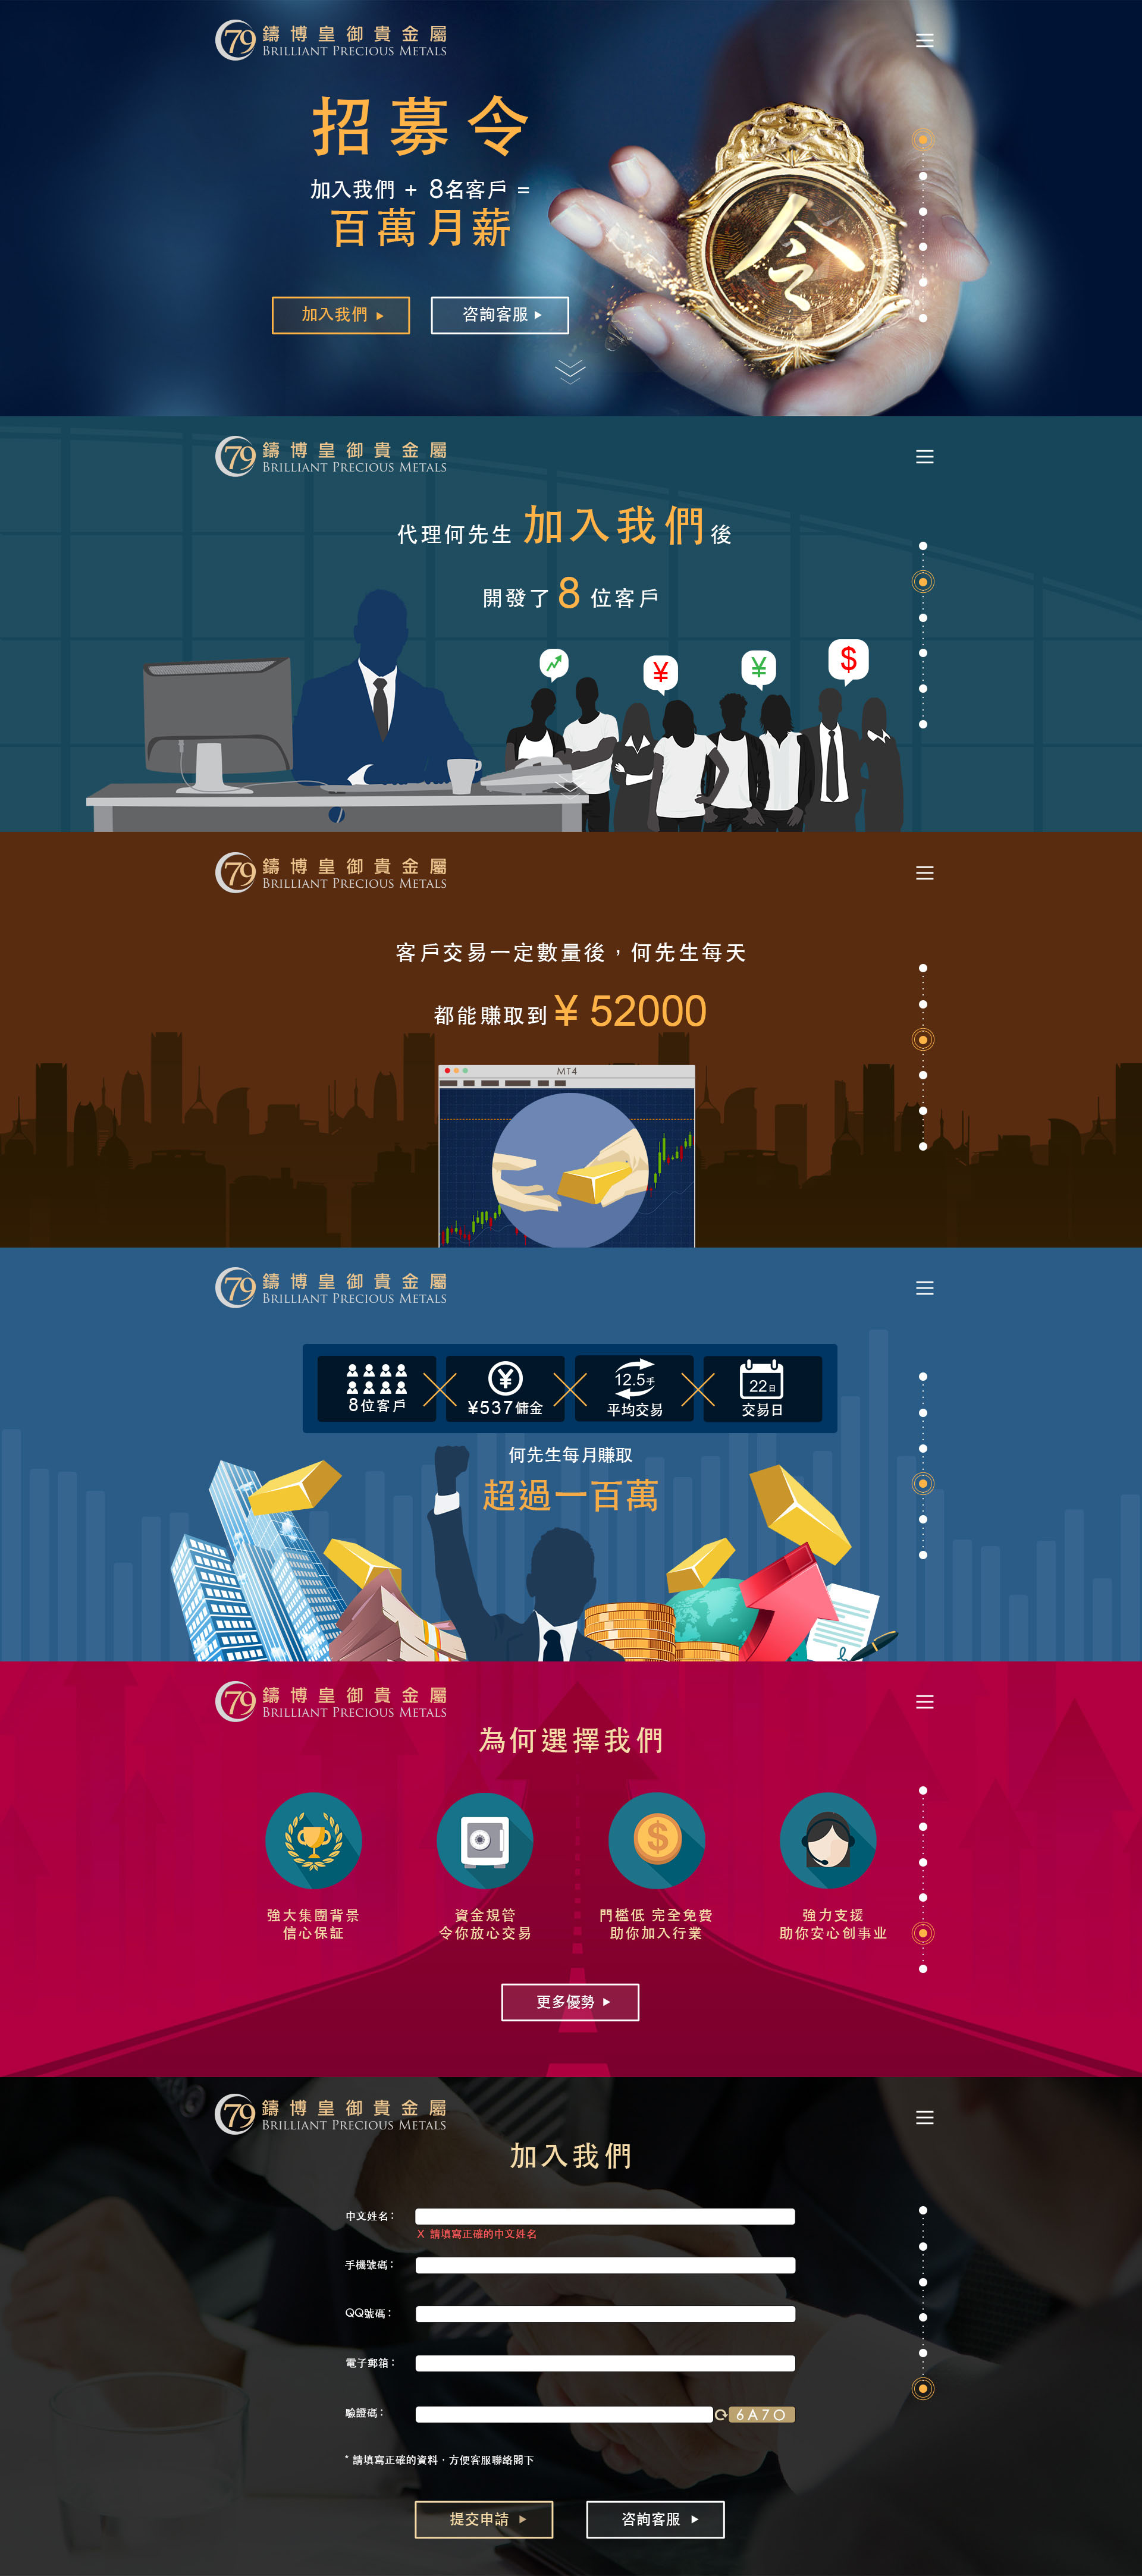 79 鑄博皇御貴金屬
BRILLIANT PRECIOUS METALS
招募令
加入我們 + 8名客戶 =
百萬月薪
令
加入我們
咨詢客服
79 鑄博皇御貴金屬
BRILLIANT PRECIOUS METALS
代理何先生 加入我們 後
開發了 8 位客戶
¥
¥
$
79 鑄博皇御貴金屬
BRILLIANT PRECIOUS METALS
客戶交易一定數量後，何先生每天
都能賺取到 ¥ 52000
MT4
79 鑄博皇御貴金屬
BRILLIANT PRECIOUS METALS
¥
12.5手
22日
8位客戶
¥537傭金
平均交易
交易日
何先生每月賺取
超過一百萬
79 鑄博皇御貴金屬
BRILLIANT PRECIOUS METALS
為何選擇我們
$
強大集團背景
信心保証
資金規管
令你放心交易
門檻低 完全免費
助你加入行業
強力支援
助你安心创事业
更多優勢
79 鑄博皇御貴金屬
BRILLIANT PRECIOUS METALS
加入我們
中文姓名：
X 請填寫正確的中文姓名
手機號碼：
QQ號碼：
電子郵箱：
驗證碼：
6A7O
* 請填寫正確的資料，方便客服聯絡閣下
提交申請
咨詢客服